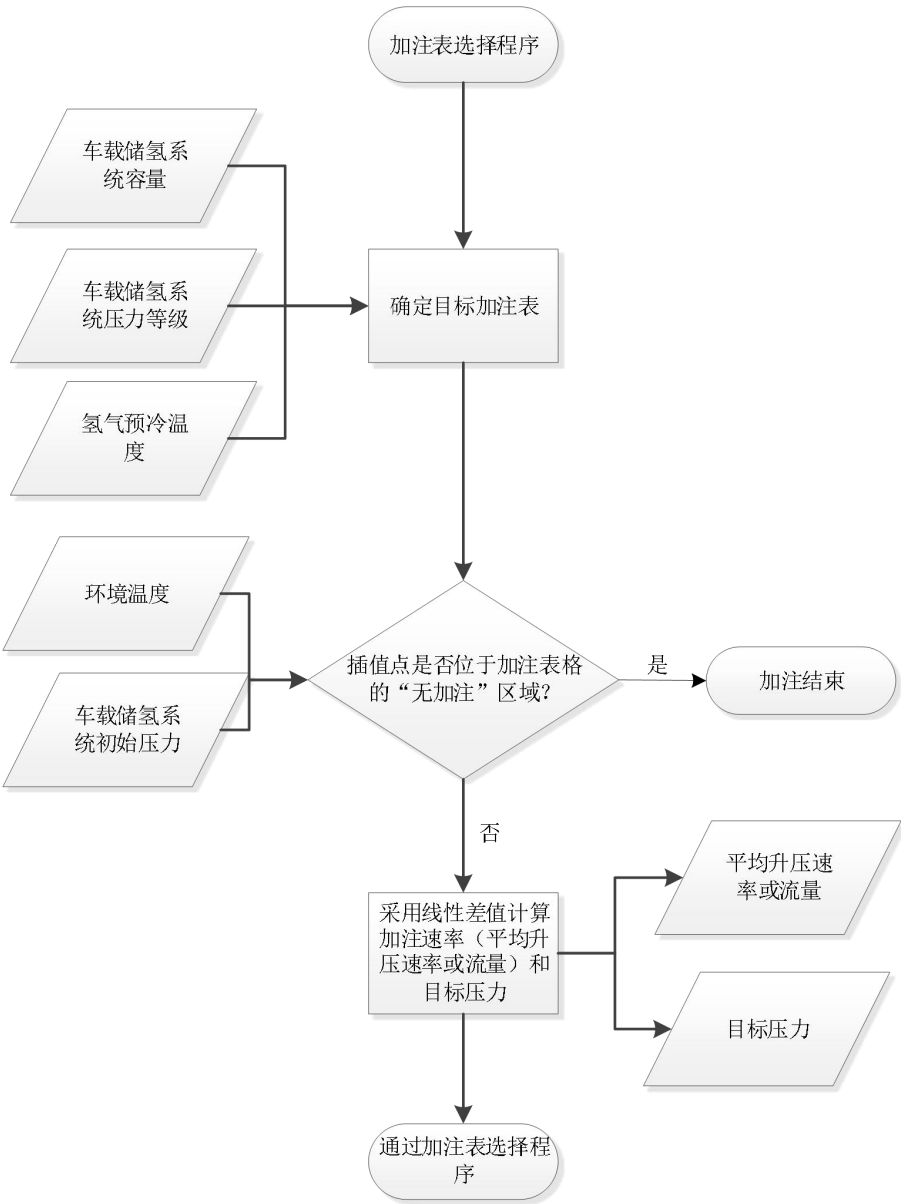 加注表选择程序
车载储氢系
统容量
车载储氢系
统压力等级
确定目标加注表
氢气预冷温
度
环境温度
车载储氢系
统初始压力
插值点是否位于加注表格
的“无加注”区域？
是
加注结束
否
采用线性差值计算
加注速率（平均升
压速率或流量）和
目标压力
平均升压速
率或流量
目标压力
通过加注表选择程
序